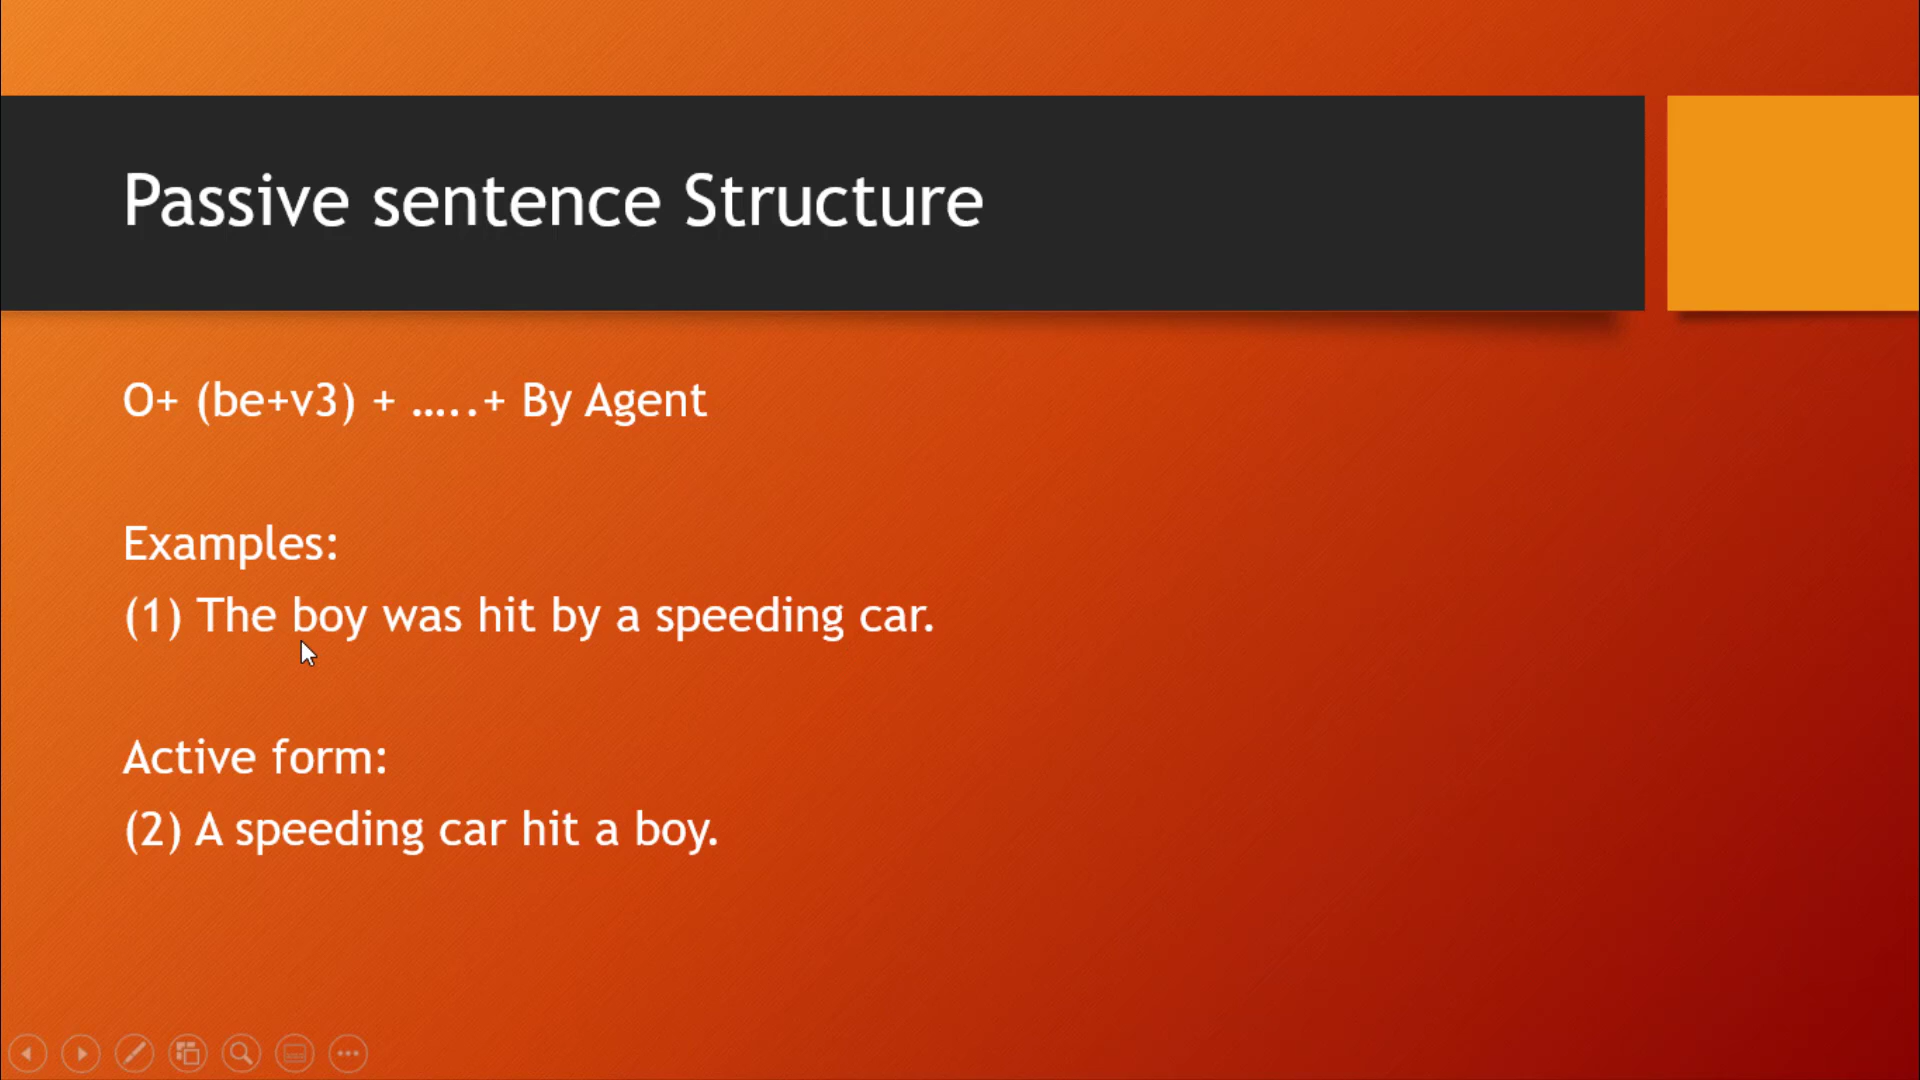 Passive sentence Structure
O+ (be+v3) + …..+ By Agent
Examples:
(1) The boy was hit by a speeding car.
Active form:
(2) A speeding car hit a boy.